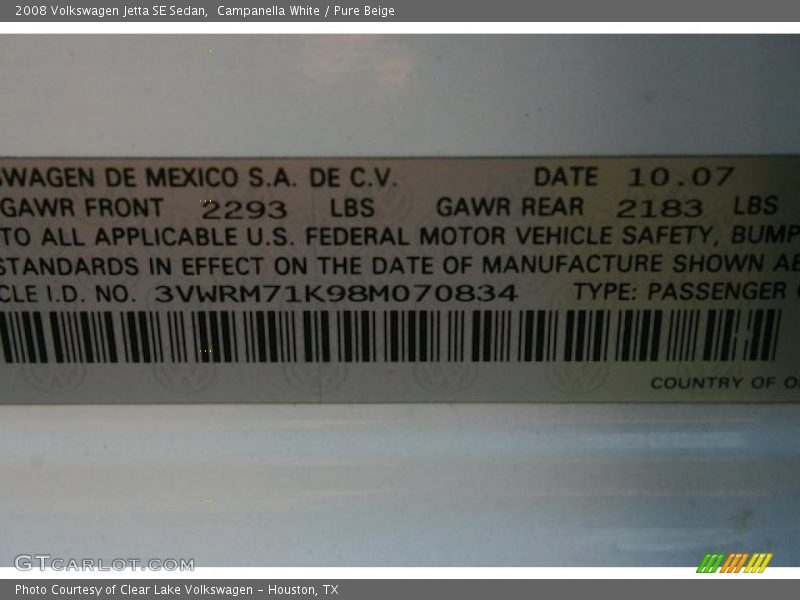 2008 Volkswagen Jetta SE Sedan, Campanella White / Pure Beige
SWAGEN DE MEXICO S.A. DE C.V. DATE 10.07
GAWR FRONT 2293 LBS GAWR REAR 2183 LBS
TO ALL APPLICABLE U.S. FEDERAL MOTOR VEHICLE SAFETY, BUMP
STANDARDS IN EFFECT ON THE DATE OF MANUFACTURE SHOWN AB
CLE I.D. NO. 3VWRM71K98M070834 TYPE: PASSENGER
COUNTRY OF O
GTCARLOT.COM
Photo Courtesy of Clear Lake Volkswagen – Houston, TX